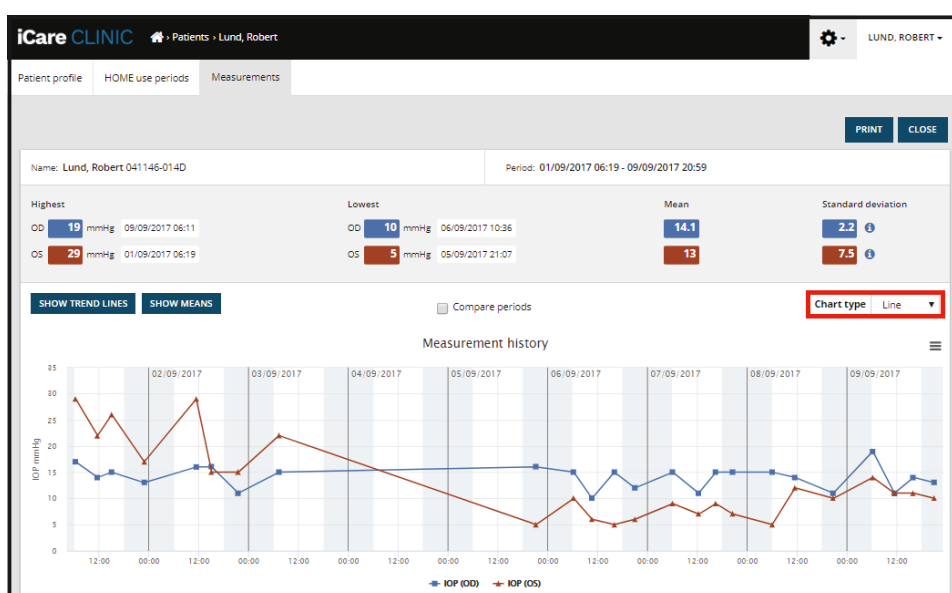 iCare CLINIC › Patients › Lund, Robert LUND, ROBERT
Patient profile HOME use periods Measurements
PRINT CLOSE
Name: Lund, Robert 041146-014D Period: 01/09/2017 06:19 - 09/09/2017 20:59
Highest Lowest Mean Standard deviation
OD 19 mmHg 09/09/2017 06:11 OD 10 mmHg 06/09/2017 10:36 14.1 2.2
OS 29 mmHg 01/09/2017 06:19 OS 5 mmHg 05/09/2017 21:07 13 7.5
SHOW TREND LINES SHOW MEANS Compare periods Chart type Line
Measurement history
02/09/2017 03/09/2017 04/09/2017 05/09/2017 06/09/2017 07/09/2017 08/09/2017 09/09/2017
35
30
25
20
15
10
5
0
IOP mmHg
12:00 00:00 12:00 00:00 12:00 00:00 12:00 00:00 12:00 00:00 12:00 00:00 12:00 00:00 12:00 00:00 12:00
IOP (OD) IOP (OS)